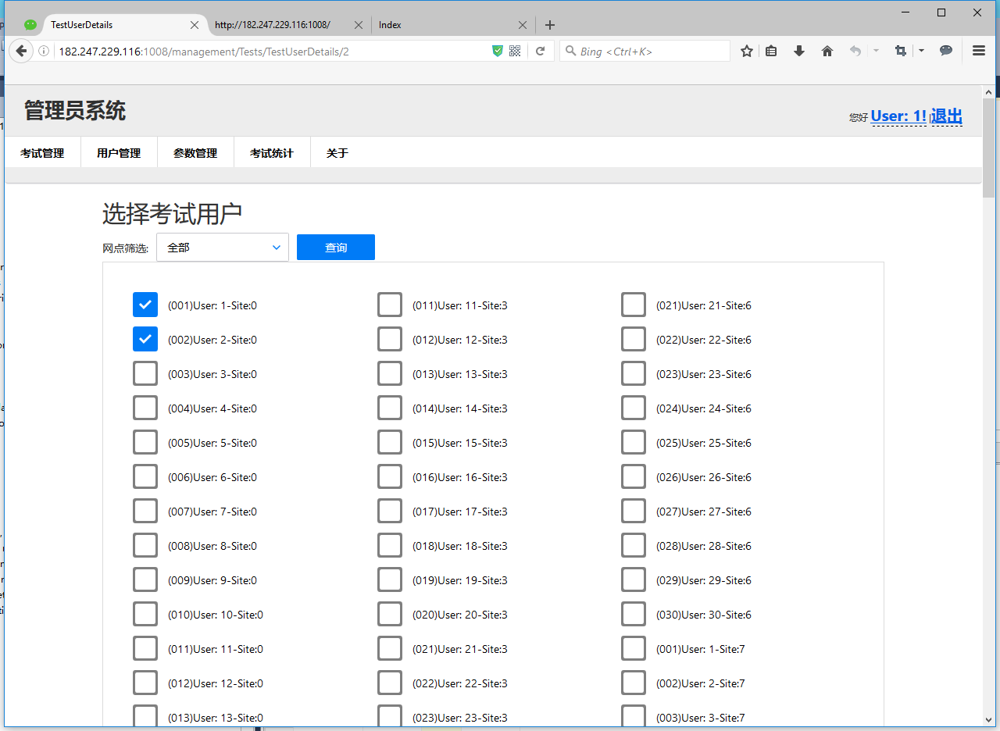 TestUserDetails
http://182.247.229.116:1008/
Index
182.247.229.116:1008/management/Tests/TestUserDetails/2
Bing <Ctrl+K>
管理员系统
您好 User: 1! 退出
考试管理
用户管理
参数管理
考试统计
关于
选择考试用户
网点筛选: 全部 查询
(001)User: 1-Site:0 (011)User: 11-Site:3 (021)User: 21-Site:6
(002)User: 2-Site:0 (012)User: 12-Site:3 (022)User: 22-Site:6
(003)User: 3-Site:0 (013)User: 13-Site:3 (023)User: 23-Site:6
(004)User: 4-Site:0 (014)User: 14-Site:3 (024)User: 24-Site:6
(005)User: 5-Site:0 (015)User: 15-Site:3 (025)User: 25-Site:6
(006)User: 6-Site:0 (016)User: 16-Site:3 (026)User: 26-Site:6
(007)User: 7-Site:0 (017)User: 17-Site:3 (027)User: 27-Site:6
(008)User: 8-Site:0 (018)User: 18-Site:3 (028)User: 28-Site:6
(009)User: 9-Site:0 (019)User: 19-Site:3 (029)User: 29-Site:6
(010)User: 10-Site:0 (020)User: 20-Site:3 (030)User: 30-Site:6
(011)User: 11-Site:0 (021)User: 21-Site:3 (001)User: 1-Site:7
(012)User: 12-Site:0 (022)User: 22-Site:3 (002)User: 2-Site:7
(013)User: 13-Site:0 (023)User: 23-Site:3 (003)User: 3-Site:7